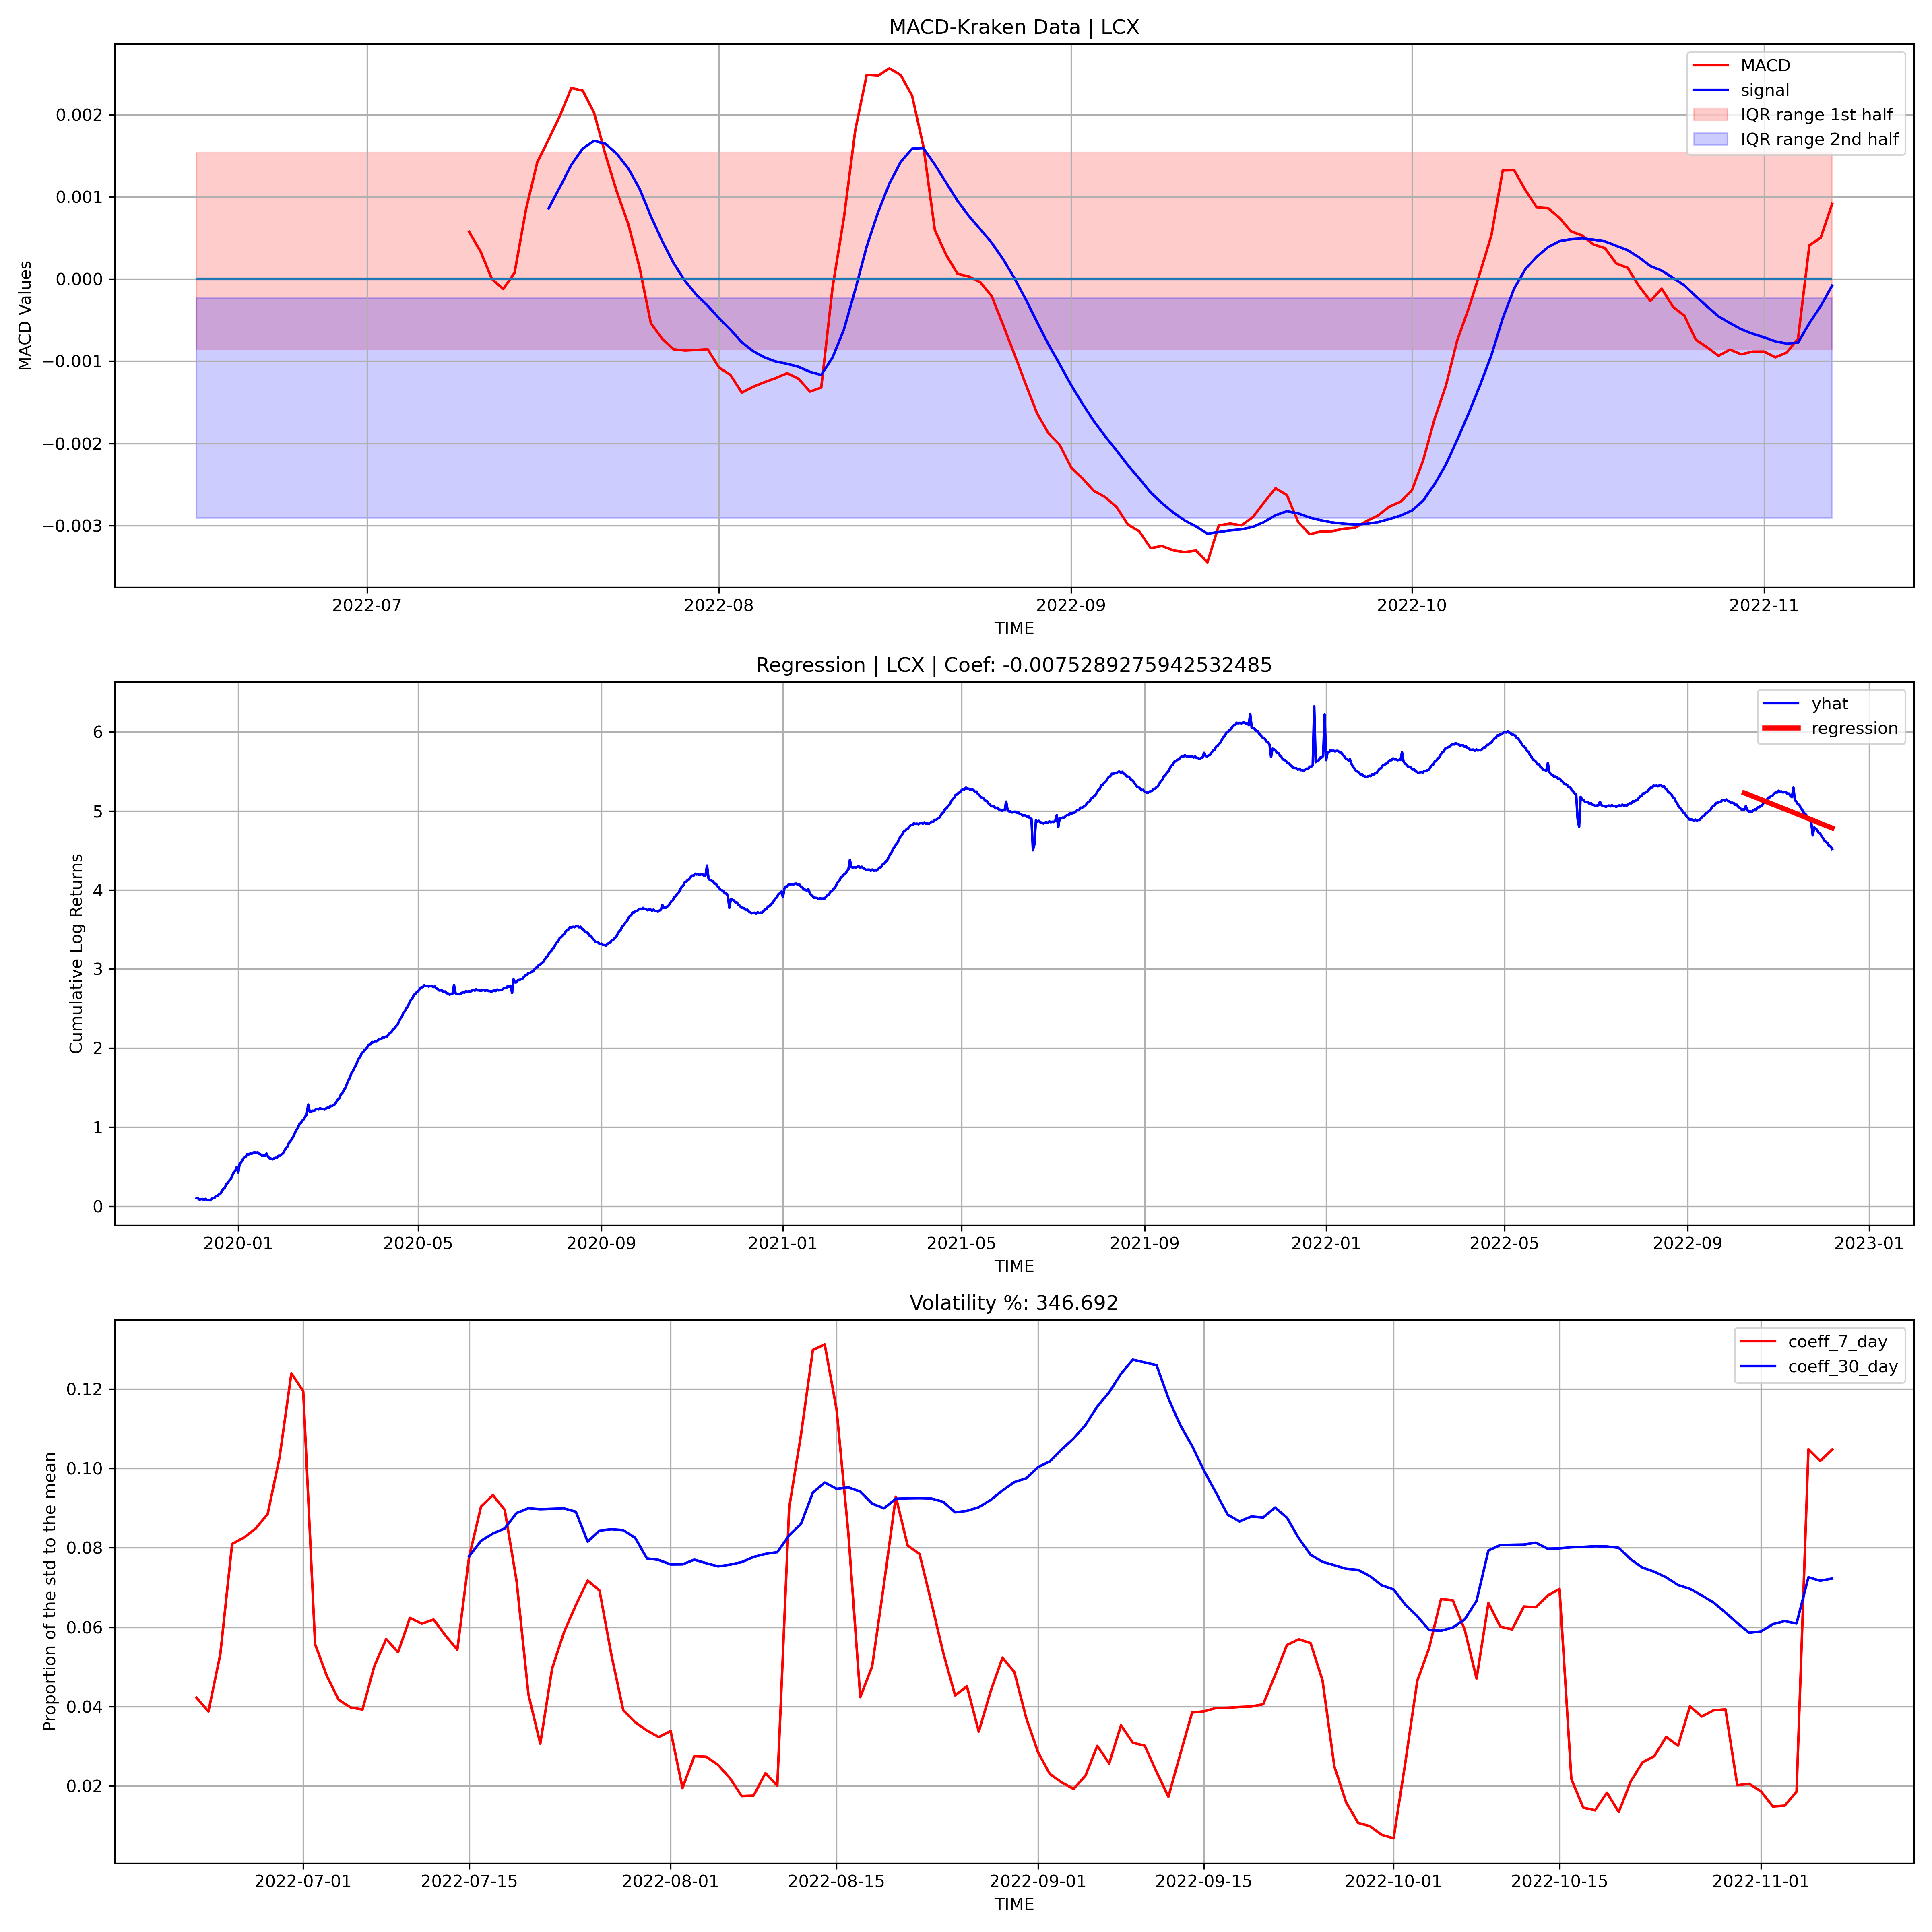 MACD-Kraken Data | LCX
MACD
signal
IQR range 1st half
IQR range 2nd half
MACD Values
0.002
0.001
0.000
−0.001
−0.002
−0.003
2022-07 2022-08 2022-09 2022-10 2022-11
TIME
Regression | LCX | Coef: -0.0075289275942532485
yhat
regression
Cumulative Log Returns
6
5
4
3
2
1
0
2020-01 2020-05 2020-09 2021-01 2021-05 2021-09 2022-01 2022-05 2022-09 2023-01
TIME
Volatility %: 346.692
coeff_7_day
coeff_30_day
Proportion of the std to the mean
0.12
0.10
0.08
0.06
0.04
0.02
2022-07-01 2022-07-15 2022-08-01 2022-08-15 2022-09-01 2022-09-15 2022-10-01 2022-10-15 2022-11-01
TIME